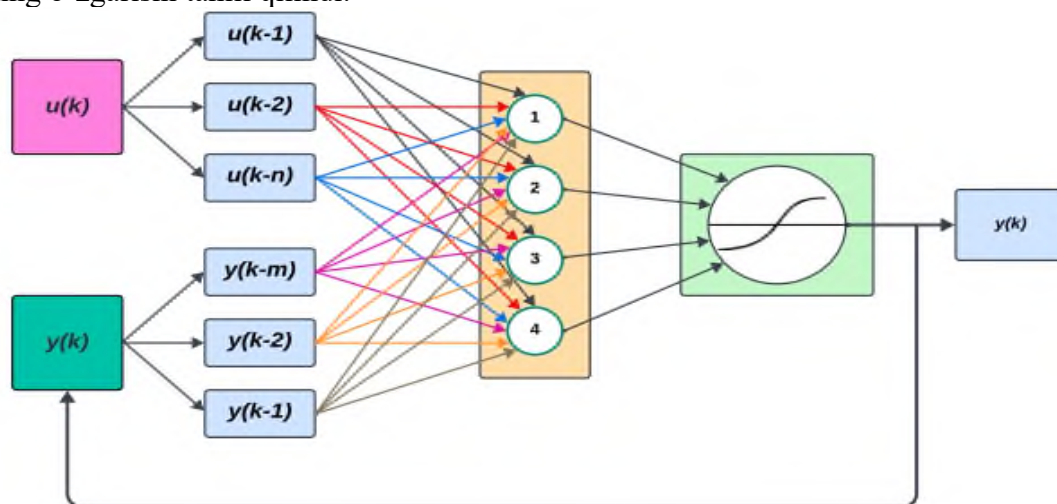 u(k)
u(k-1)
u(k-2)
u(k-n)
y(k)
y(k-m)
y(k-2)
y(k-1)
1
2
3
4
y(k)